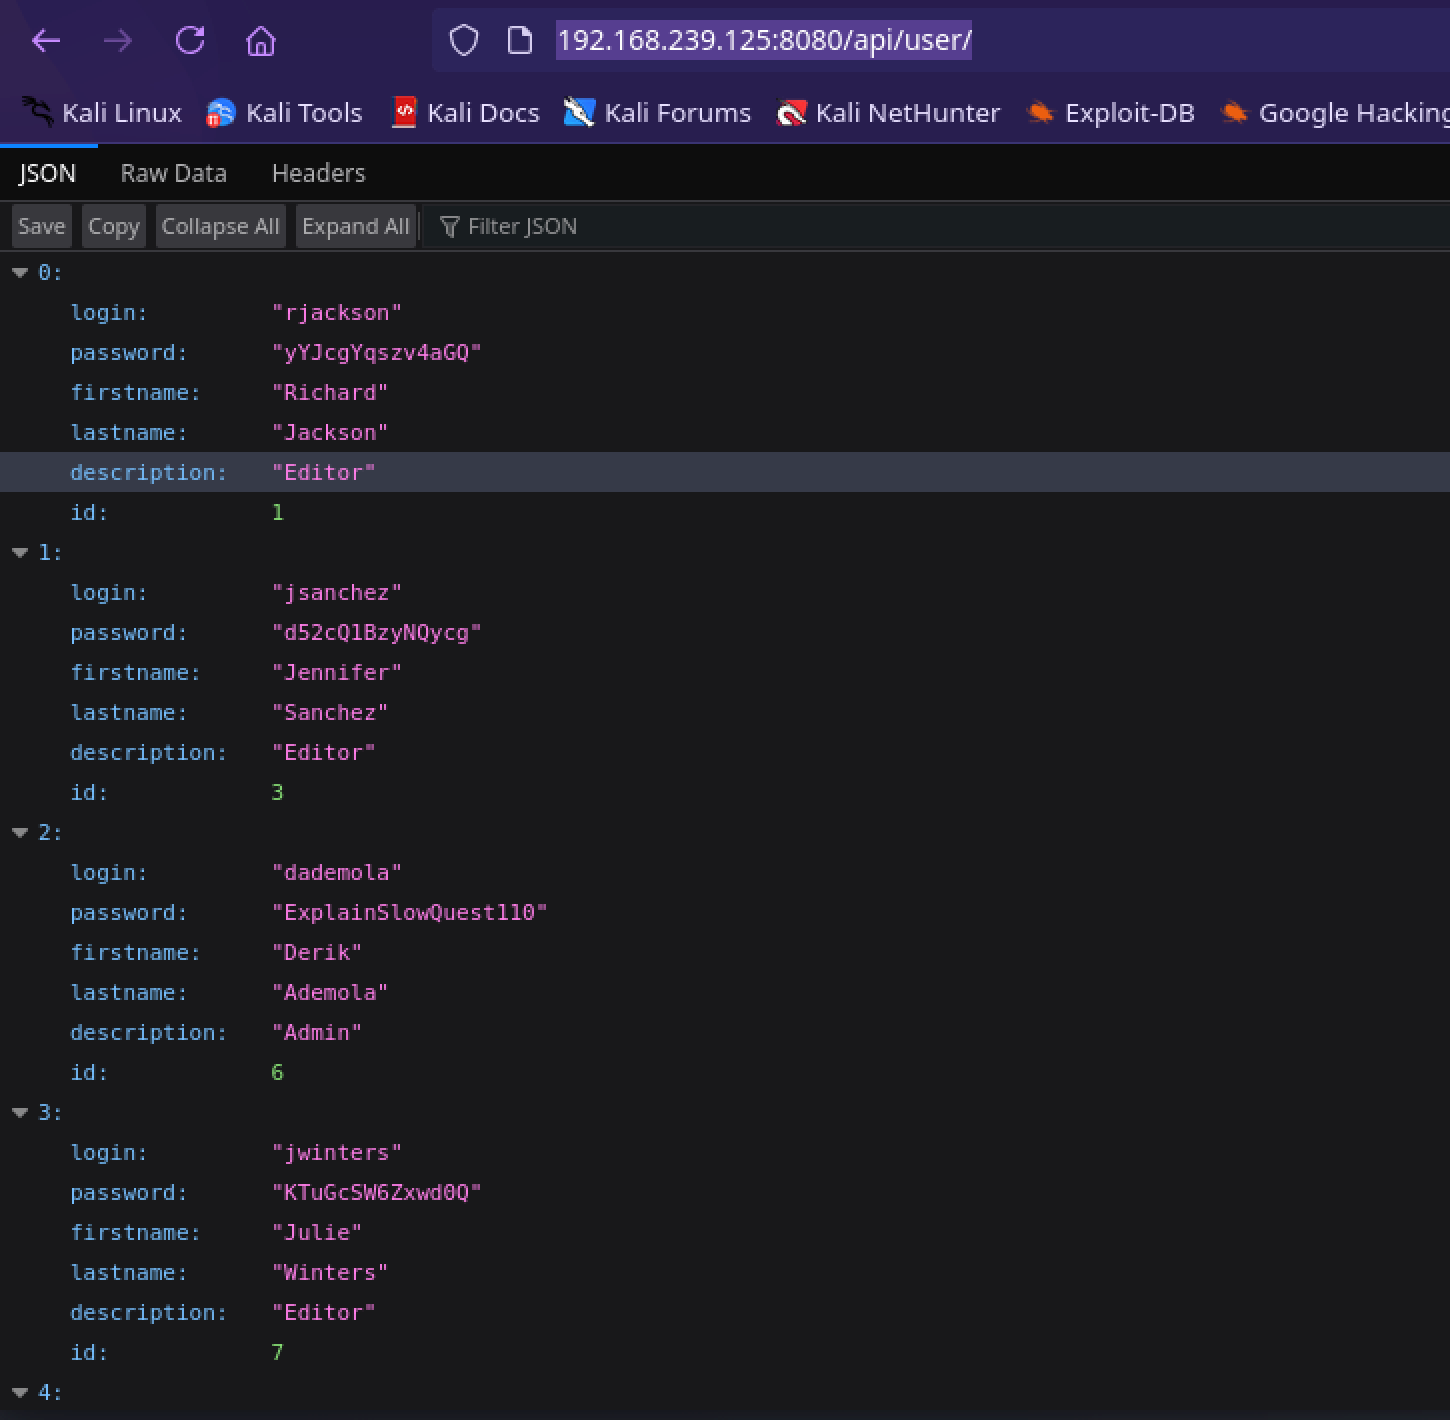 192.168.239.125:8080/api/user/
Kali Linux Kali Tools Kali Docs Kali Forums Kali NetHunter Exploit-DB Google Hacking
JSON Raw Data Headers
Save Copy Collapse All Expand All Filter JSON
0:
login: "rjackson"
password: "yYJcgYqszv4aGQ"
firstname: "Richard"
lastname: "Jackson"
description: "Editor"
id: 1
1:
login: "jsanchez"
password: "d52cQ1BzyNQycg"
firstname: "Jennifer"
lastname: "Sanchez"
description: "Editor"
id: 3
2:
login: "dademola"
password: "ExplainSlowQuest110"
firstname: "Derik"
lastname: "Ademola"
description: "Admin"
id: 6
3:
login: "jwinters"
password: "KTuGcSW6Zxwd0Q"
firstname: "Julie"
lastname: "Winters"
description: "Editor"
id: 7
4: